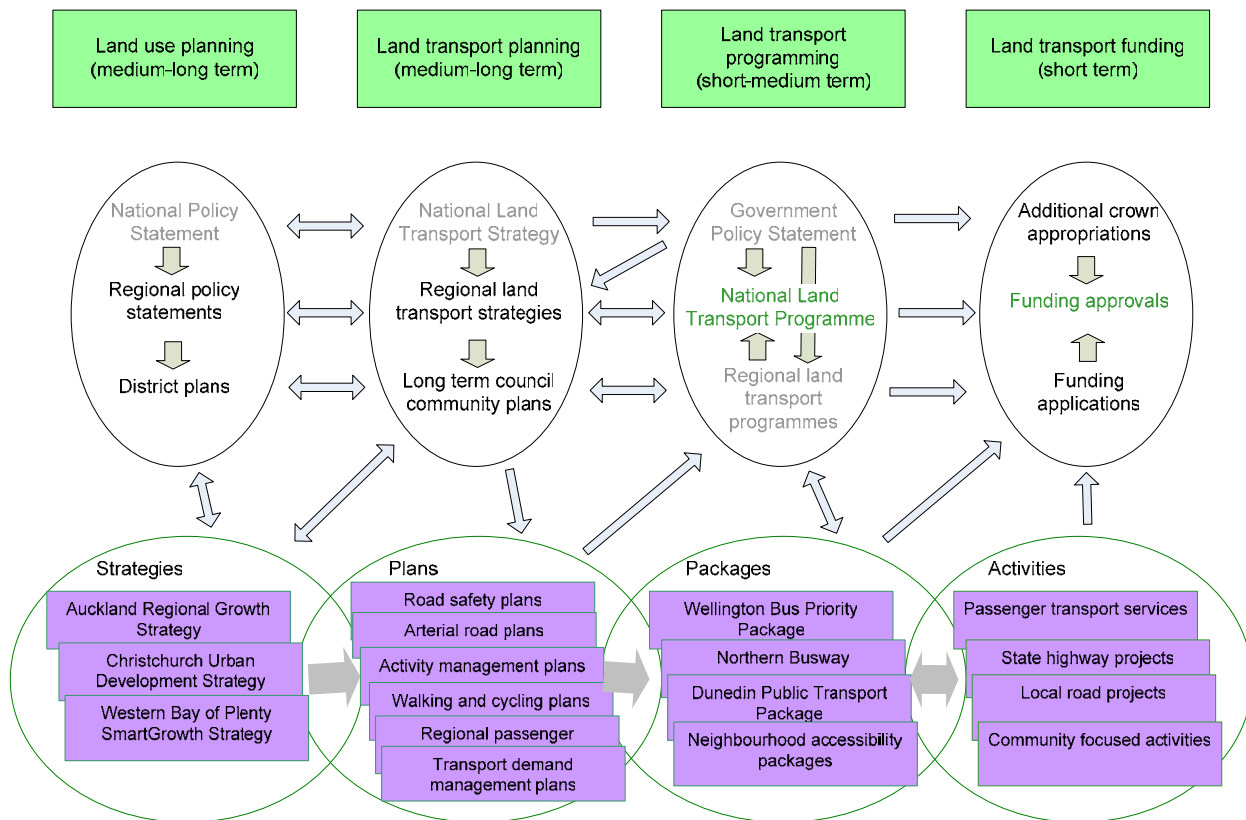 Land use planning
(medium-long term)
Land transport planning
(medium-long term)
Land transport
programming
(short-medium term)
Land transport funding
(short term)
National Policy
Statement
Regional policy
statements
District plans
National Land
Transport Strategy
Regional land
transport strategies
Long term council
community plans
Government
Policy Statement
National Land
Transport Programme
Regional land
transport
programmes
Additional crown
appropriations
Funding approvals
Funding
applications
Strategies
Auckland Regional Growth
Strategy
Christchurch Urban
Development Strategy
Western Bay of Plenty
SmartGrowth Strategy
Plans
Road safety plans
Arterial road plans
Activity management plans
Walking and cycling plans
Regional passenger
Transport demand
management plans
Packages
Wellington Bus Priority
Package
Northern Busway
Dunedin Public Transport
Package
Neighbourhood accessibility
packages
Activities
Passenger transport services
State highway projects
Local road projects
Community focused activities